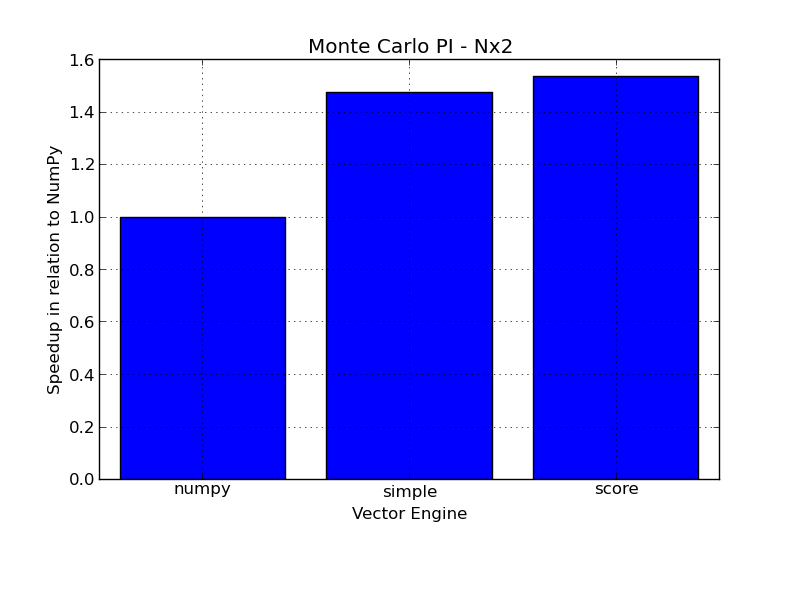 Monte Carlo PI - Nx2
Speedup in relation to NumPy
1.6
1.4
1.2
1.0
0.8
0.6
0.4
0.2
0.0
numpy simple score
Vector Engine